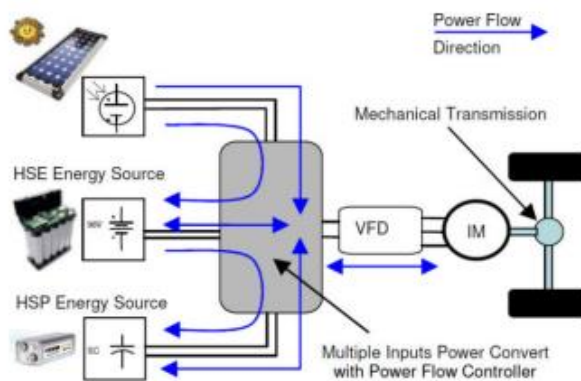 Power Flow
Direction
Mechanical Transmission
HSE Energy Source
VFD
IM
HSP Energy Source
SC
Multiple Inputs Power Convert
with Power Flow Controller